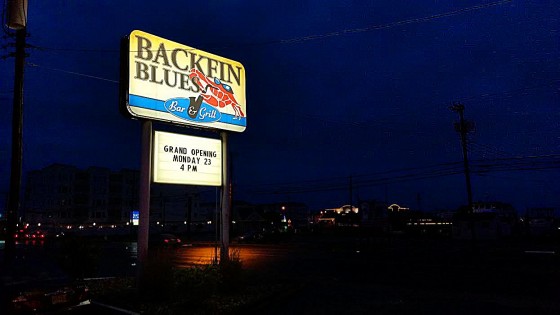 BACKFIN
BLUES
Bar & Grill
GRAND OPENING
MONDAY 23
4 PM